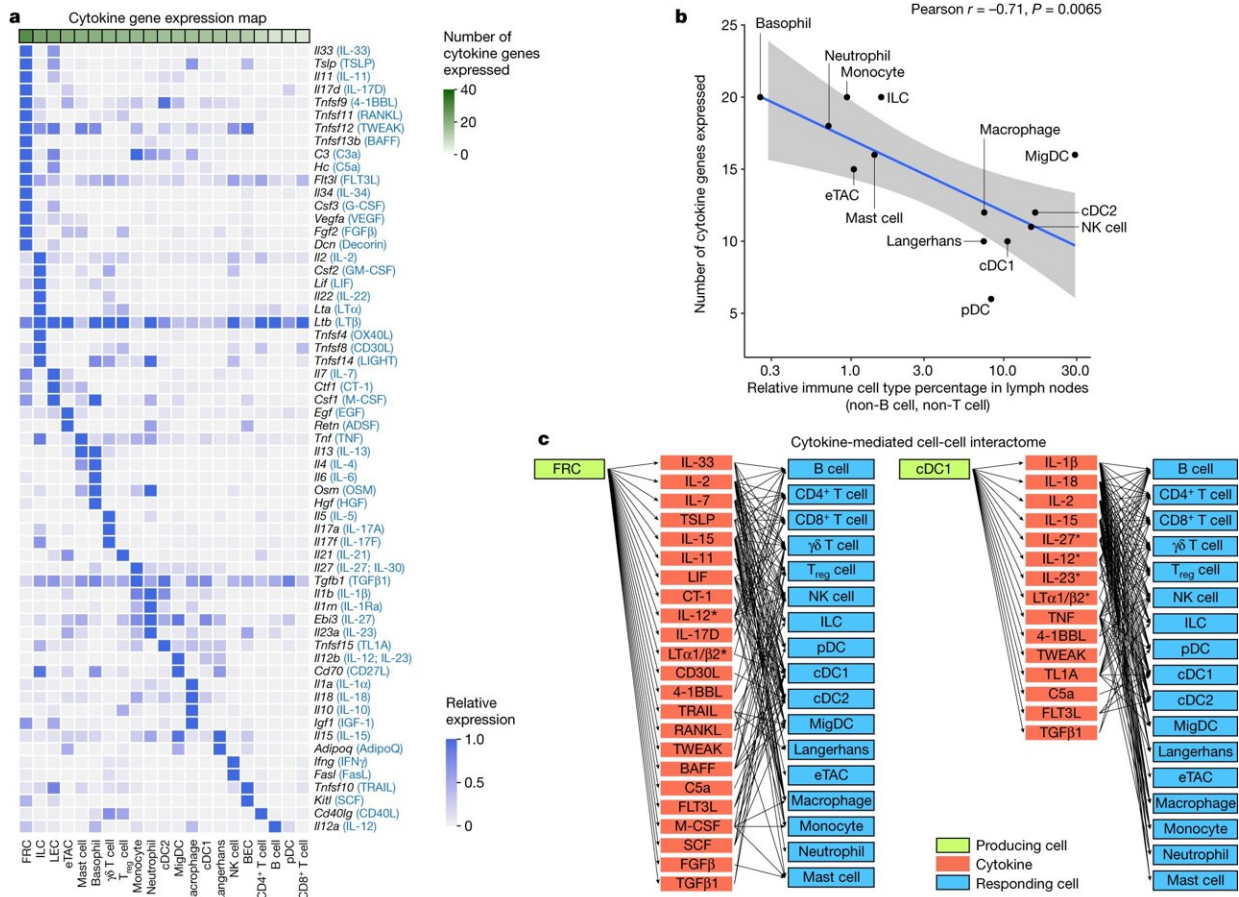 a
Cytokine gene expression map
Number of
cytokine genes
expressed
40
20
0
Il33 (IL-33)
Tslp (TSLP)
Il11 (IL-11)
Il17d (IL-17D)
Tnfsf9 (4-1BBL)
Tnfsf11 (RANKL)
Tnfsf12 (TWEAK)
Tnfsf13b (BAFF)
C3 (C3a)
Hc (C5a)
Flt3l (FLT3L)
Il34 (IL-34)
Csf3 (G-CSF)
Vegfa (VEGF)
Fgf2 (FGFβ)
Dcn (Decorin)
Il2 (IL-2)
Csf2 (GM-CSF)
Lif (LIF)
Il22 (IL-22)
Lta (LTα)
Ltb (LTβ)
Tnfsf4 (OX40L)
Tnfsf8 (CD30L)
Tnfsf14 (LIGHT)
Il7 (IL-7)
Ctf1 (CT-1)
Csf1 (M-CSF)
Egf (EGF)
Retn (ADSF)
Tnf (TNF)
Il13 (IL-13)
Il4 (IL-4)
Il6 (IL-6)
Osm (OSM)
Hgf (HGF)
Il5 (IL-5)
Il17a (IL-17A)
Il17f (IL-17F)
Il21 (IL-21)
Il27 (IL-27; IL-30)
Tgfb1 (TGFβ1)
Il1b (IL-1β)
Il1rn (IL-1Ra)
Ebi3 (IL-27)
Il23a (IL-23)
Tnfsf15 (TL1A)
Il12b (IL-12; IL-23)
Cd70 (CD27L)
Il1a (IL-1α)
Il18 (IL-18)
Il10 (IL-10)
Igf1 (IGF-1)
Il15 (IL-15)
Adipoq (AdipoQ)
Ifng (IFNγ)
Fasl (FasL)
Tnfsf10 (TRAIL)
Kitl (SCF)
Cd40lg (CD40L)
Il12a (IL-12)
Relative
expression
1.0
0.5
0
FRC
ILC
LEC
eTAC
Mast cell
Basophil
γδ T cell
Treg cell
Monocyte
Neutrophil
cDC2
MigDC
acrophage
cDC1
angerhans
NK cell
BEC
CD4⁺ T cell
B cell
pDC
CD8⁺ T cell
b
Pearson r = –0.71, P = 0.0065
Number of cytokine genes expressed
25
20
15
10
5
Basophil
Neutrophil
Monocyte
ILC
eTAC
Mast cell
Macrophage
MigDC
Langerhans
cDC2
NK cell
cDC1
pDC
0.3
1.0
3.0
10.0
30.0
Relative immune cell type percentage in lymph nodes
(non-B cell, non-T cell)
c
Cytokine-mediated cell-cell interactome
FRC
IL-33
IL-2
IL-7
TSLP
IL-15
IL-11
LIF
CT-1
IL-12*
IL-17D
LTα1/β2*
CD30L
4-1BBL
TRAIL
RANKL
TWEAK
BAFF
C5a
FLT3L
M-CSF
SCF
FGFβ
TGFβ1
B cell
CD4⁺ T cell
CD8⁺ T cell
γδ T cell
Treg cell
NK cell
ILC
pDC
cDC1
cDC2
MigDC
Langerhans
eTAC
Macrophage
Monocyte
Neutrophil
Mast cell
cDC1
IL-1β
IL-18
IL-2
IL-15
IL-27*
IL-12*
IL-23*
LTα1/β2*
TNF
4-1BBL
TWEAK
TL1A
C5a
FLT3L
TGFβ1
B cell
CD4⁺ T cell
CD8⁺ T cell
γδ T cell
Treg cell
NK cell
ILC
pDC
cDC1
cDC2
MigDC
Langerhans
eTAC
Macrophage
Monocyte
Neutrophil
Mast cell
Producing cell
Cytokine
Responding cell